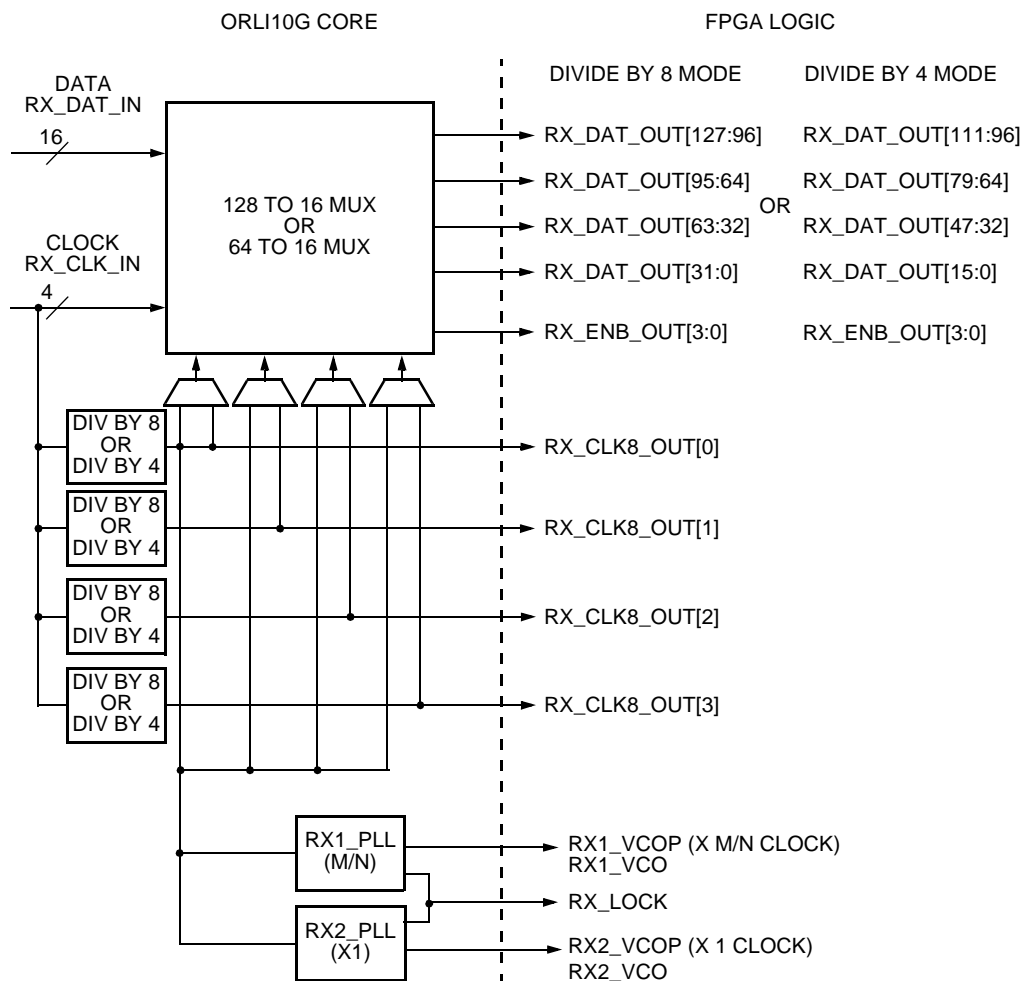 ORLI10G CORE
FPGA LOGIC
DIVIDE BY 8 MODE
DIVIDE BY 4 MODE
DATA
RX_DAT_IN
16
CLOCK
RX_CLK_IN
4
128 TO 16 MUX
OR
64 TO 16 MUX
RX_DAT_OUT[127:96]
RX_DAT_OUT[111:96]
RX_DAT_OUT[95:64]
RX_DAT_OUT[79:64]
OR
RX_DAT_OUT[63:32]
RX_DAT_OUT[47:32]
RX_DAT_OUT[31:0]
RX_DAT_OUT[15:0]
RX_ENB_OUT[3:0]
RX_ENB_OUT[3:0]
DIV BY 8
OR
DIV BY 4
RX_CLK8_OUT[0]
DIV BY 8
OR
DIV BY 4
RX_CLK8_OUT[1]
DIV BY 8
OR
DIV BY 4
RX_CLK8_OUT[2]
DIV BY 8
OR
DIV BY 4
RX_CLK8_OUT[3]
RX1_PLL
(M/N)
RX1_VCOP (X M/N CLOCK)
RX1_VCO
RX_LOCK
RX2_PLL
(X1)
RX2_VCOP (X 1 CLOCK)
RX2_VCO